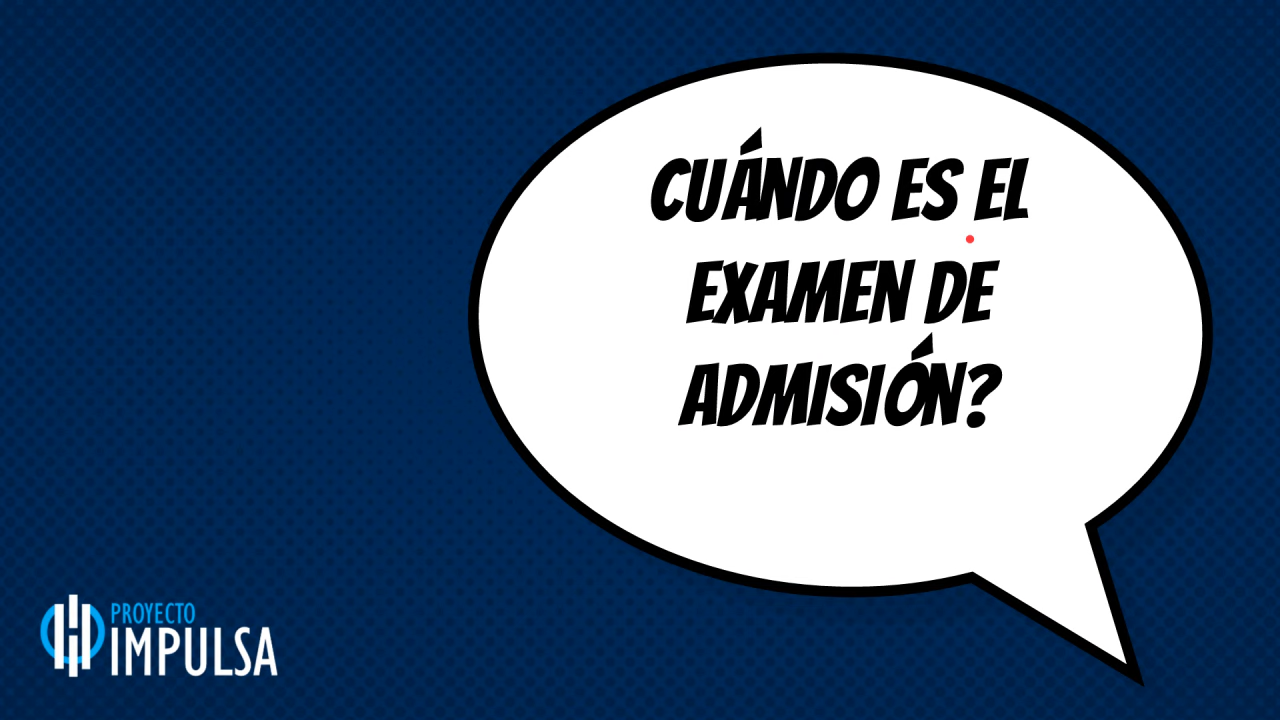 CUÁNDO ES EL
EXAMEN DE
ADMISIÓN?
PROYECTO
IMPULSA